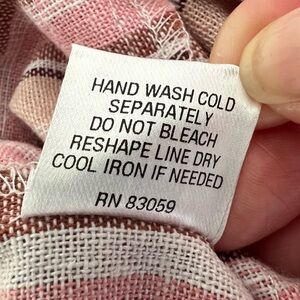 HAND WASH COLD
SEPARATELY
DO NOT BLEACH
RESHAPE LINE DRY
COOL IRON IF NEEDED
RN 83059